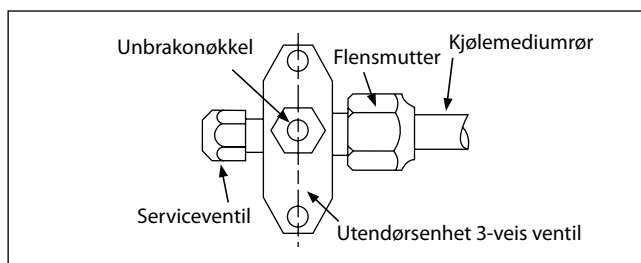 Unbrakonøkkel
Flensmutter
Kjølemediumrør
Serviceventil
Utendørsenhet 3-veis ventil